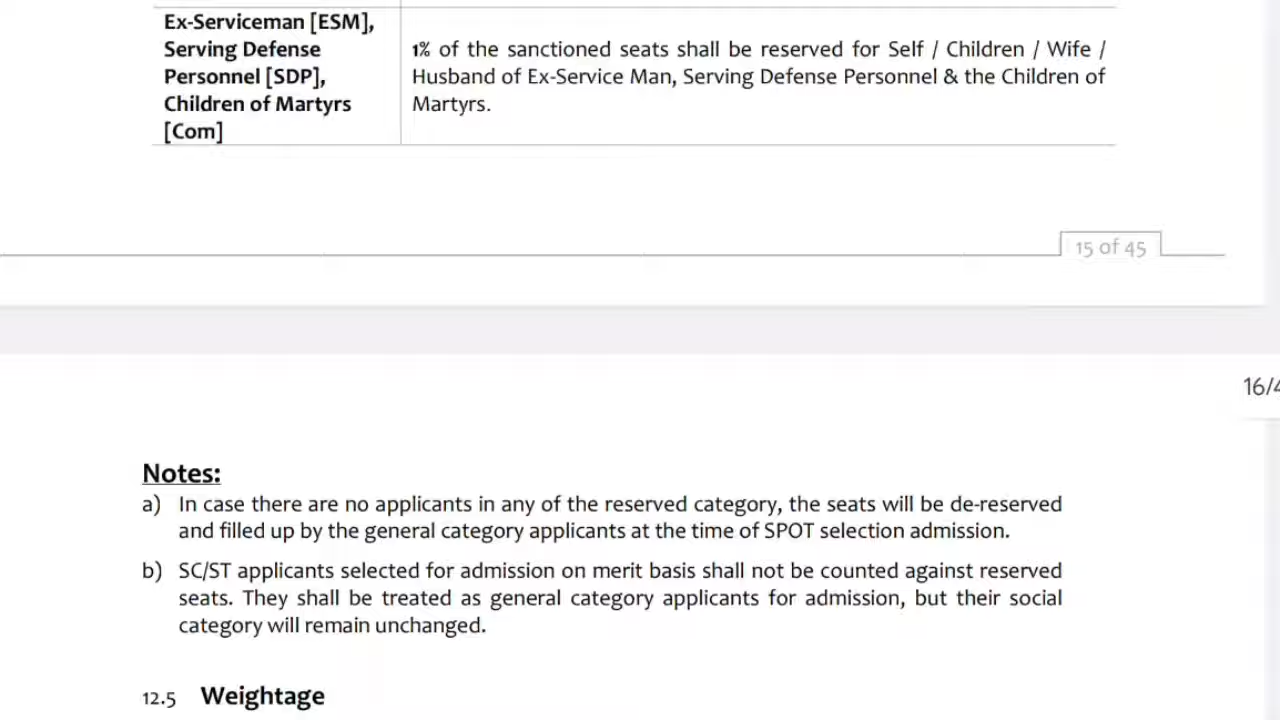 Ex-Serviceman [ESM],
Serving Defense
Personnel [SDP],
Children of Martyrs
[Com]
1% of the sanctioned seats shall be reserved for Self / Children / Wife /
Husband of Ex-Service Man, Serving Defense Personnel & the Children of
Martyrs.
15 of 45
16/4
Notes:
a) In case there are no applicants in any of the reserved category, the seats will be de-reserved
and filled up by the general category applicants at the time of SPOT selection admission.
b) SC/ST applicants selected for admission on merit basis shall not be counted against reserved
seats. They shall be treated as general category applicants for admission, but their social
category will remain unchanged.
12.5 Weightage